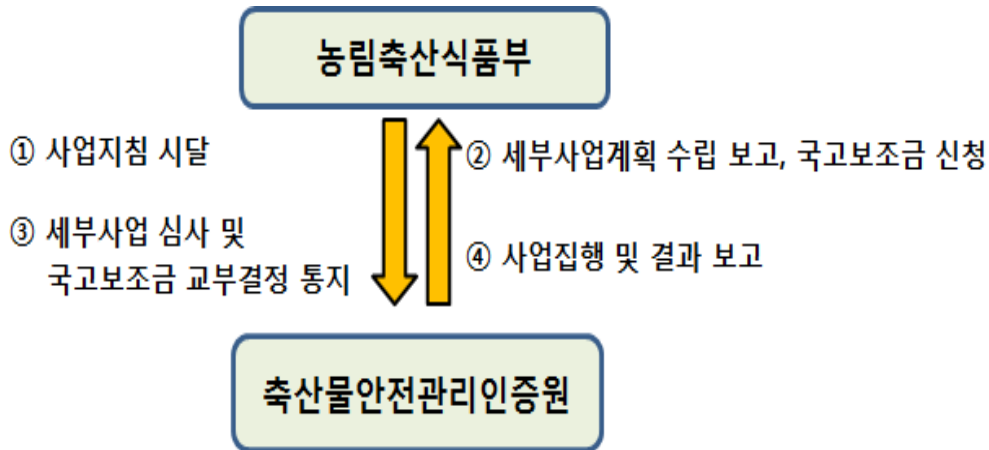 농림축산식품부
① 사업지침 시달
② 세부사업계획 수립 보고, 국고보조금 신청
③ 세부사업 심사 및
국고보조금 교부결정 통지
④ 사업집행 및 결과 보고
축산물안전관리인증원